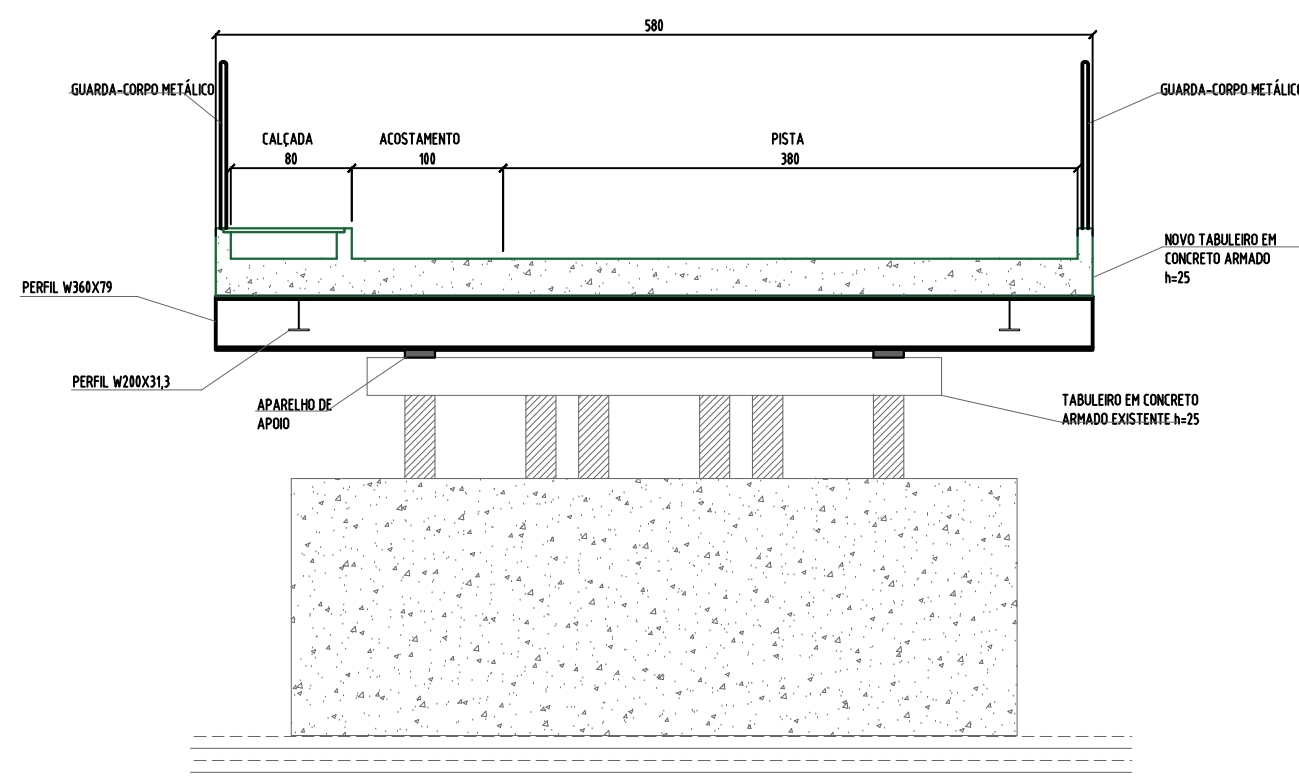 580
GUARDA-CORPO METÁLICO
GUARDA-CORPO METÁLIC
CALÇADA
80
ACOSTAMENTO
100
PISTA
380
NOVO TABULEIRO EM
CONCRETO ARMADO
h=25
PERFIL W360X79
PERFIL W200X31,3
APARELHO DE
APOIO
TABULEIRO EM CONCRETO
ARMADO EXISTENTE h=25